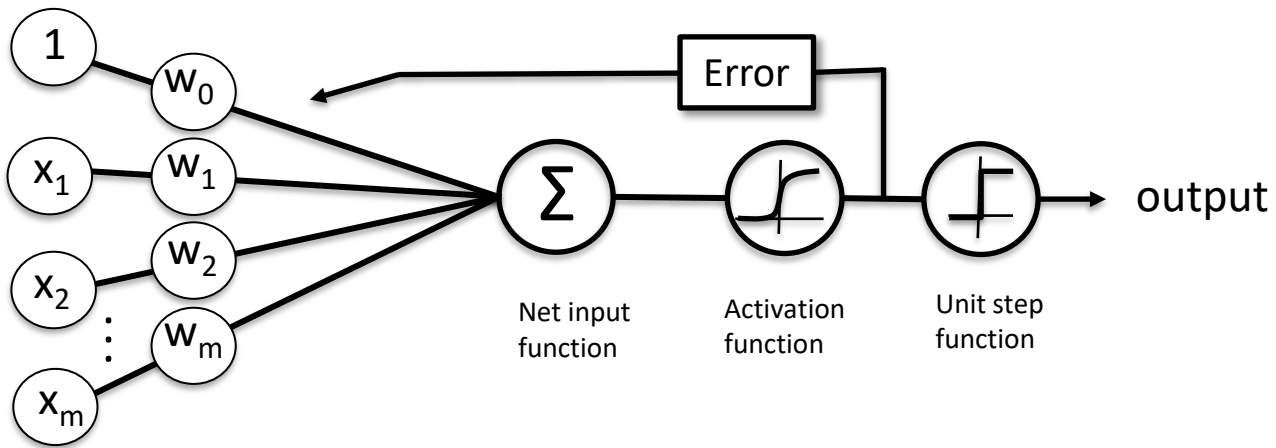 1
w0
Error
x1
w1
Σ
output
x2
w2
⋮
wm
xm
Net input
function
Activation
function
Unit step
function